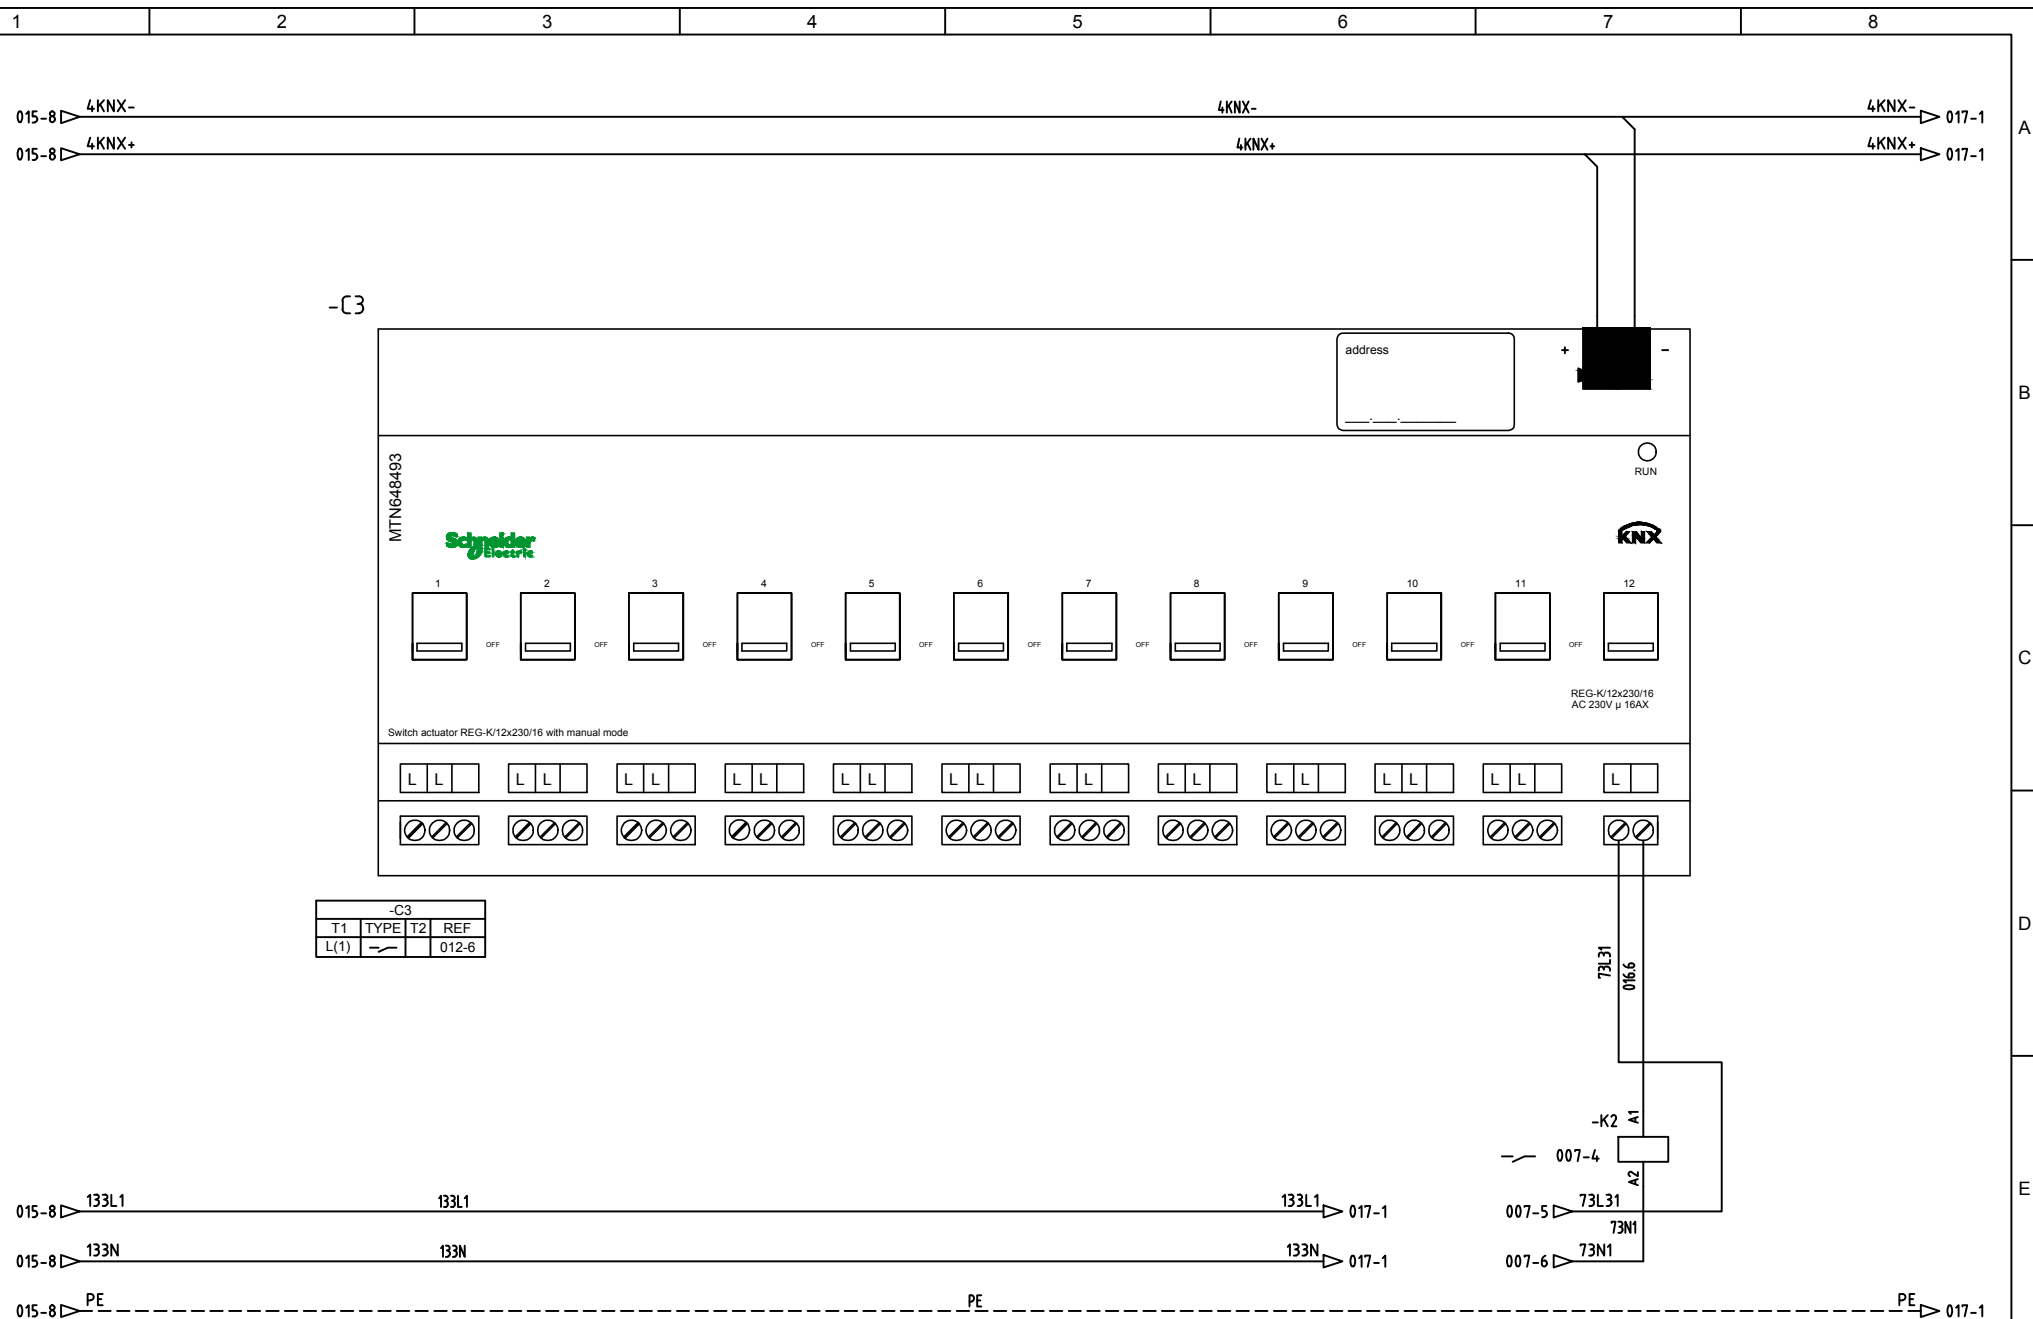 1 2 3 4 5 6 7 8
4KNX- 4KNX- 4KNX-
015-8 017-1
A
4KNX+ 4KNX+ 4KNX+
015-8 017-1
-C3
address
+ -
B
___.___._______
MTN648493
RUN
Schneider
Electric
KNX
1 2 3 4 5 6 7 8 9 10 11 12
OFF OFF OFF OFF OFF OFF OFF OFF OFF OFF OFF
C
REG-K/12x230/16
AC 230V µ 16AX
Switch actuator REG-K/12x230/16 with manual mode
L L L L L L L L L L L L L L L L L L L L L L L
-C3
T1 TYPE T2 REF
L(1) 012-6
D
73L31
016.6
-K2 A1
007-4
A2
E
133L1 133L1 133L1 73L31
015-8 017-1 007-5
73N1
133N 133N 133N 73N1
015-8 017-1 007-6
PE PE PE
015-8 017-1